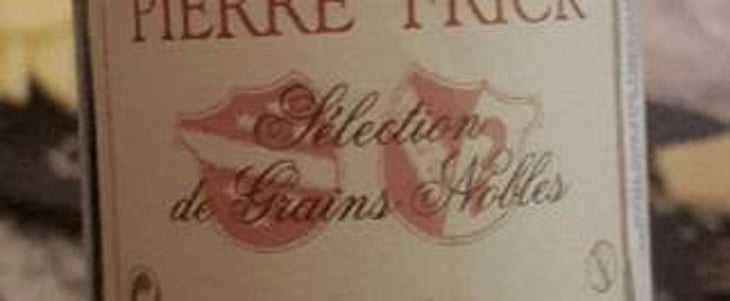 PIERRE FRICK
Sélection
de Grains Nobles